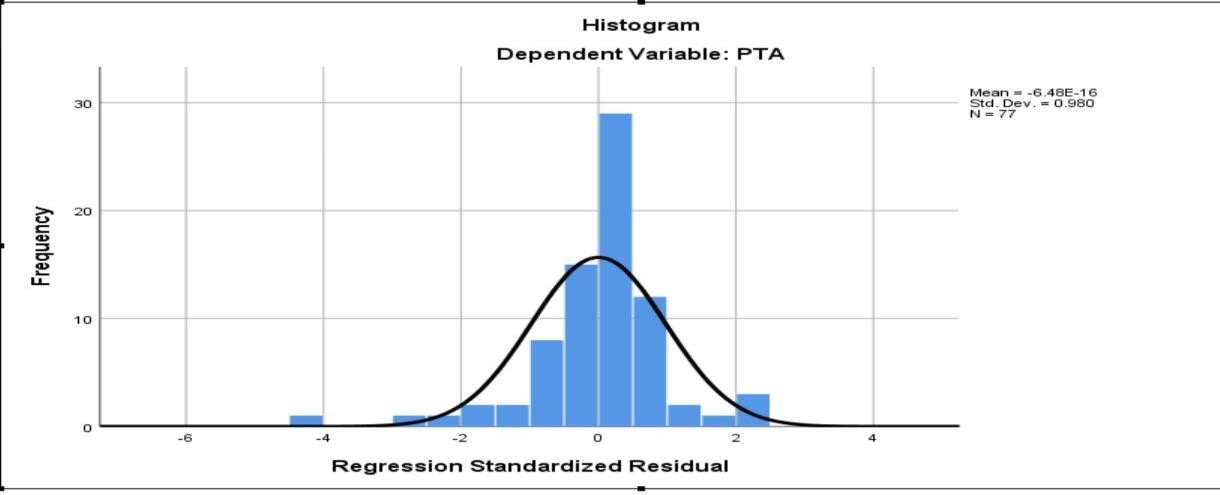 Histogram
Dependent Variable: PTA
Mean = -6.48E-16
Std. Dev. = 0.980
N = 77
30
20
10
0
Frequency
-6 -4 -2 0 2 4
Regression Standardized Residual